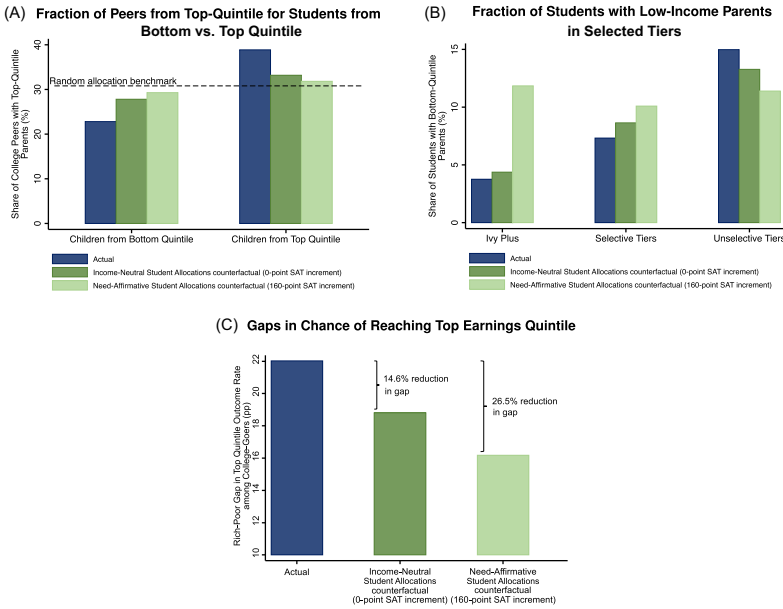 (A) Fraction of Peers from Top-Quintile for Students from
Bottom vs. Top Quintile
Share of College Peers with Top-Quintile
Parents (%)
40
30
20
10
0
Random allocation benchmark
Children from Bottom Quintile
Children from Top Quintile
Actual
Income-Neutral Student Allocations counterfactual (0-point SAT increment)
Need-Affirmative Student Allocations counterfactual (160-point SAT increment)
(B) Fraction of Students with Low-Income Parents
in Selected Tiers
Share of Students with Bottom-Quintile
Parents (%)
15
10
5
0
Ivy Plus
Selective Tiers
Unselective Tiers
Actual
Income-Neutral Student Allocations counterfactual (0-point SAT increment)
Need-Affirmative Student Allocations counterfactual (160-point SAT increment)
(C) Gaps in Chance of Reaching Top Earnings Quintile
Rich-Poor Gap in Top Quintile Outcome Rate
among College-Goers (pp)
22
20
18
16
14
12
10
14.6% reduction
in gap
26.5% reduction
in gap
Actual
Income-Neutral
Student Allocations
counterfactual
(0-point SAT increment)
Need-Affirmative
Student Allocations
counterfactual
(160-point SAT increment)